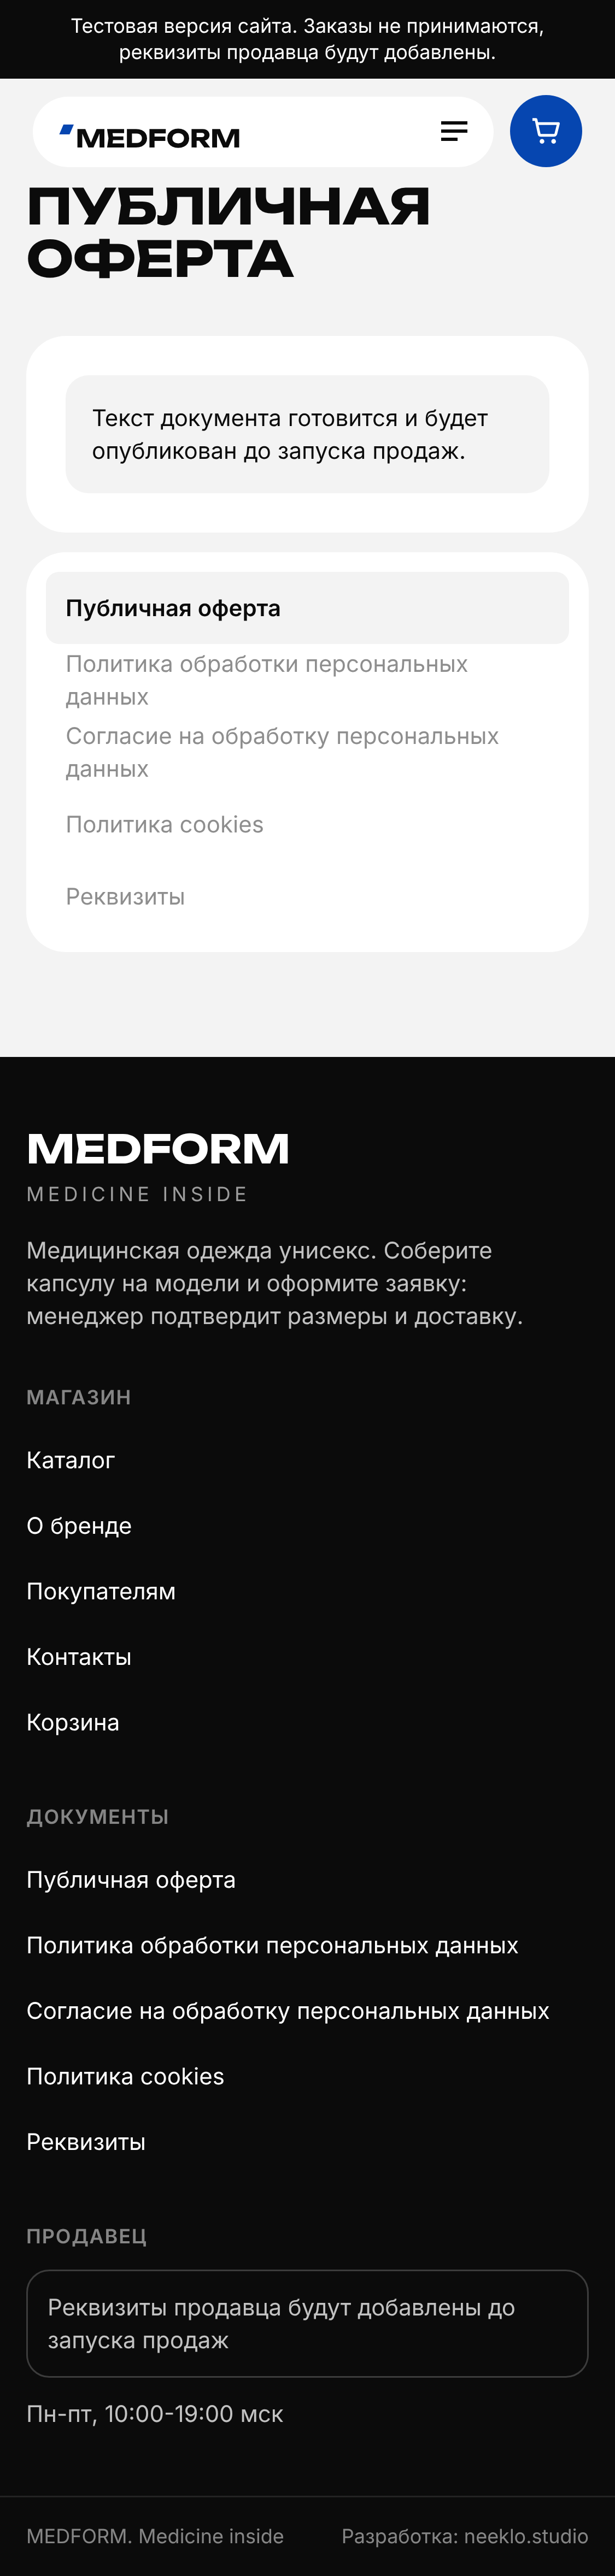 Тестовая версия сайта. Заказы не принимаются,
реквизиты продавца будут добавлены.
MEDFORM
ПУБЛИЧНАЯ
ОФЕРТА
Текст документа готовится и будет
опубликован до запуска продаж.
Публичная оферта
Политика обработки персональных
данных
Согласие на обработку персональных
данных
Политика cookies
Реквизиты
MEDFORM
MEDICINE INSIDE
Медицинская одежда унисекс. Соберите
капсулу на модели и оформите заявку:
менеджер подтвердит размеры и доставку.
МАГАЗИН
Каталог
О бренде
Покупателям
Контакты
Корзина
ДОКУМЕНТЫ
Публичная оферта
Политика обработки персональных данных
Согласие на обработку персональных данных
Политика cookies
Реквизиты
ПРОДАВЕЦ
Реквизиты продавца будут добавлены до
запуска продаж
Пн-пт, 10:00-19:00 мск
MEDFORM. Medicine inside
Разработка: neeklo.studio